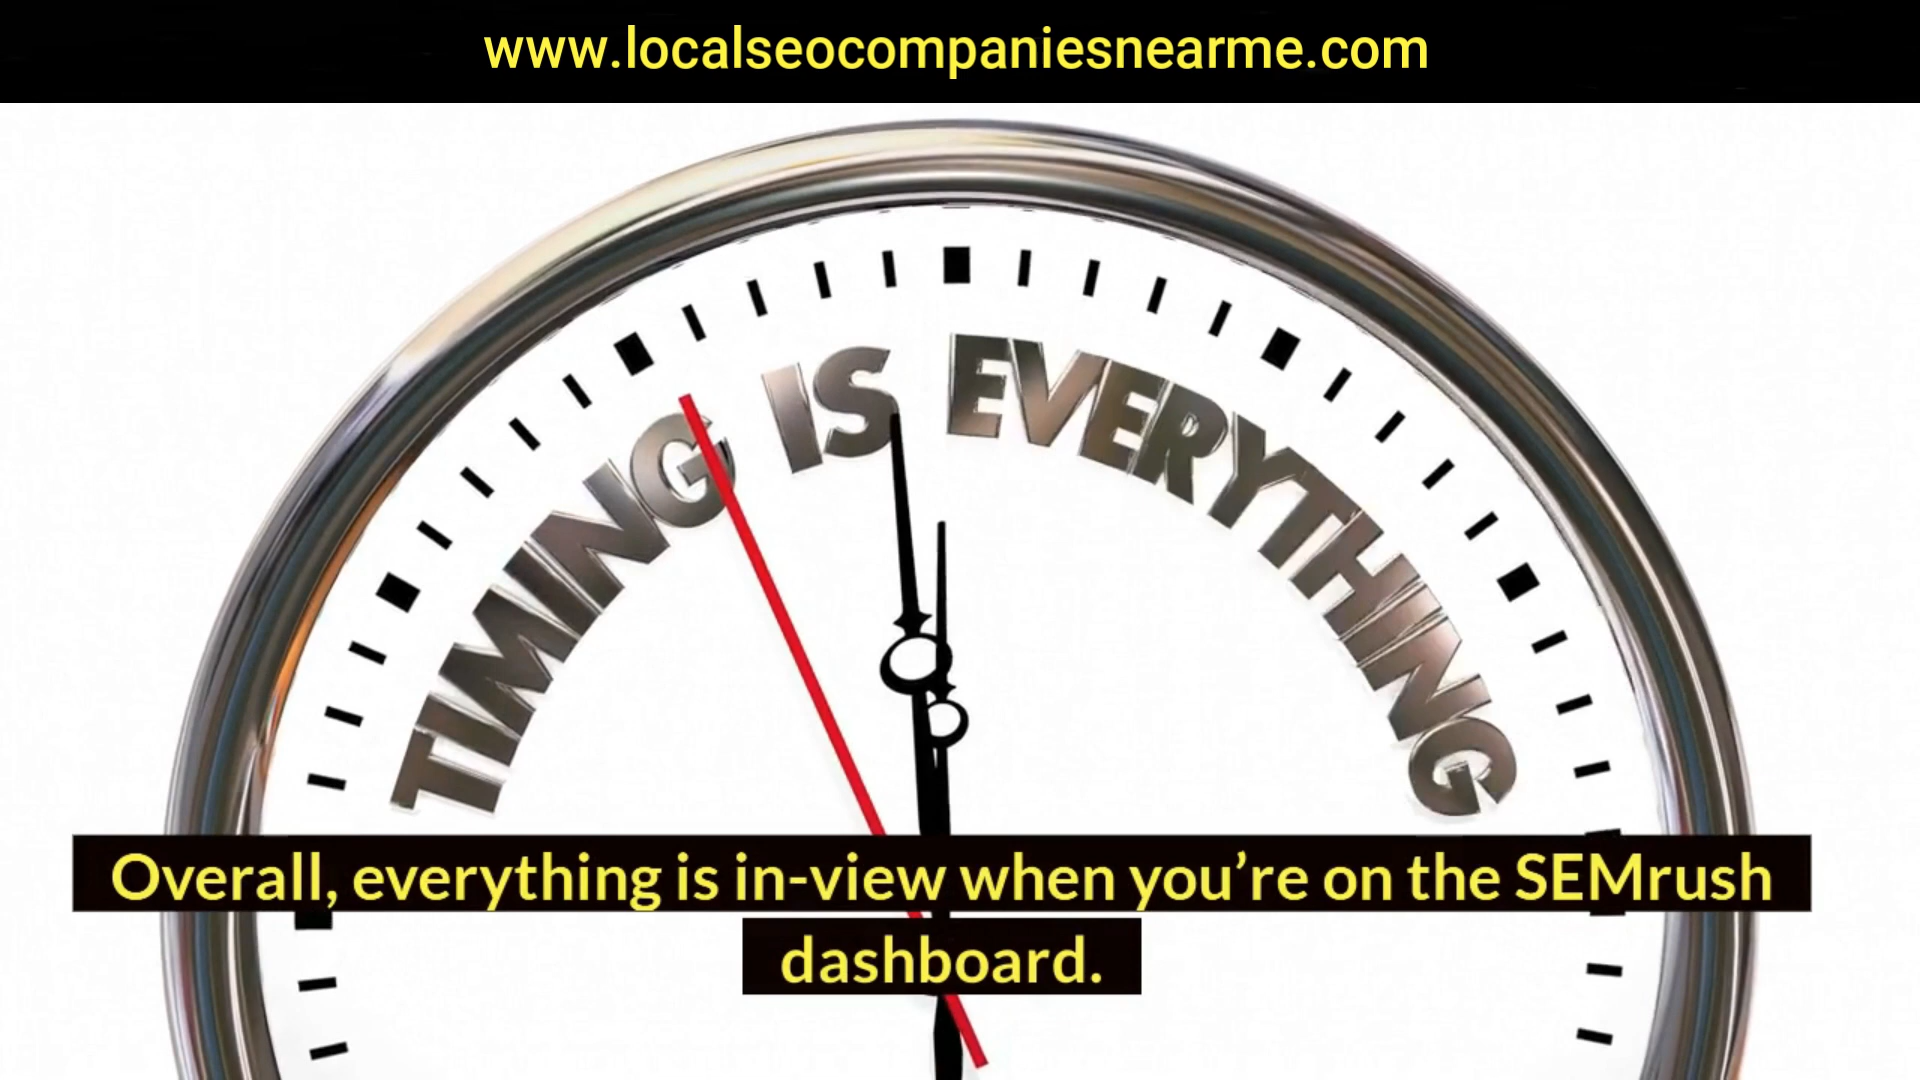 www.localseocompaniesnearme.com
TIMING IS EVERYTHING
Overall, everything is in-view when you’re on the SEMrush
dashboard.